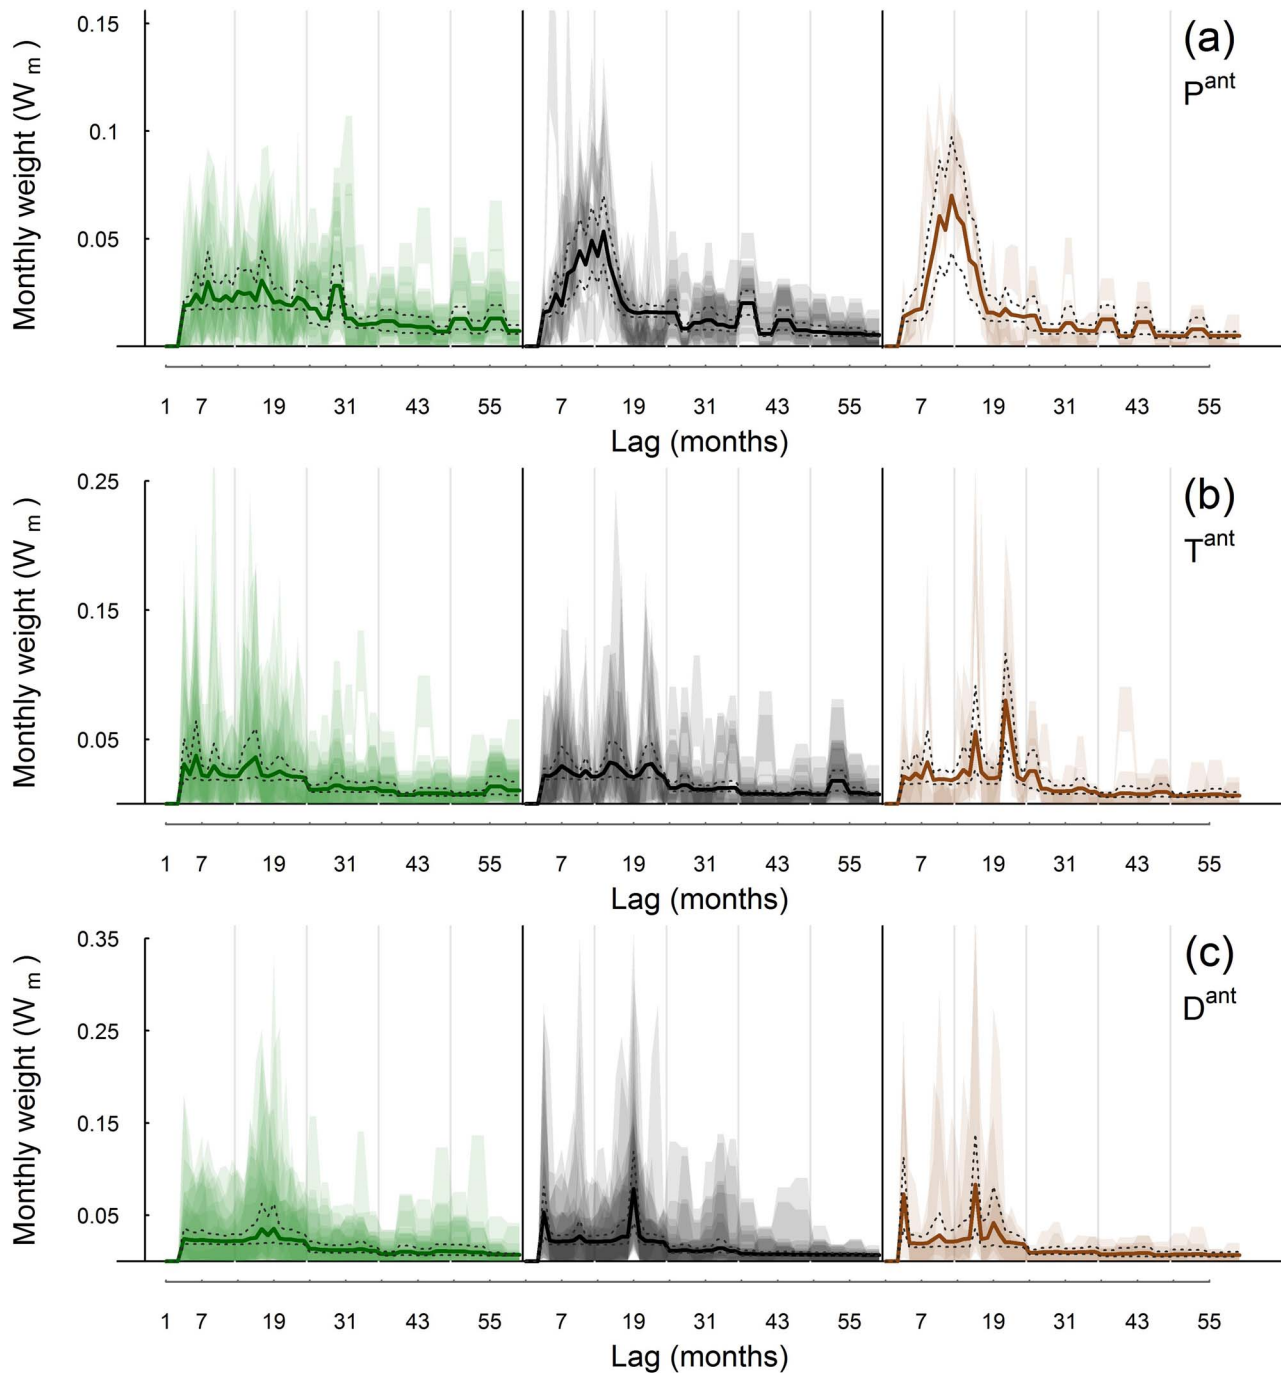 (a)
P^ant
Monthly weight (W m)
0.15
0.1
0.05
1 7 19 31 43 55 7 19 31 43 55 7 19 31 43 55
Lag (months)
(b)
T^ant
Monthly weight (W m)
0.25
0.15
0.05
1 7 19 31 43 55 7 19 31 43 55 7 19 31 43 55
Lag (months)
(c)
D^ant
Monthly weight (W m)
0.35
0.25
0.15
0.05
1 7 19 31 43 55 7 19 31 43 55 7 19 31 43 55
Lag (months)